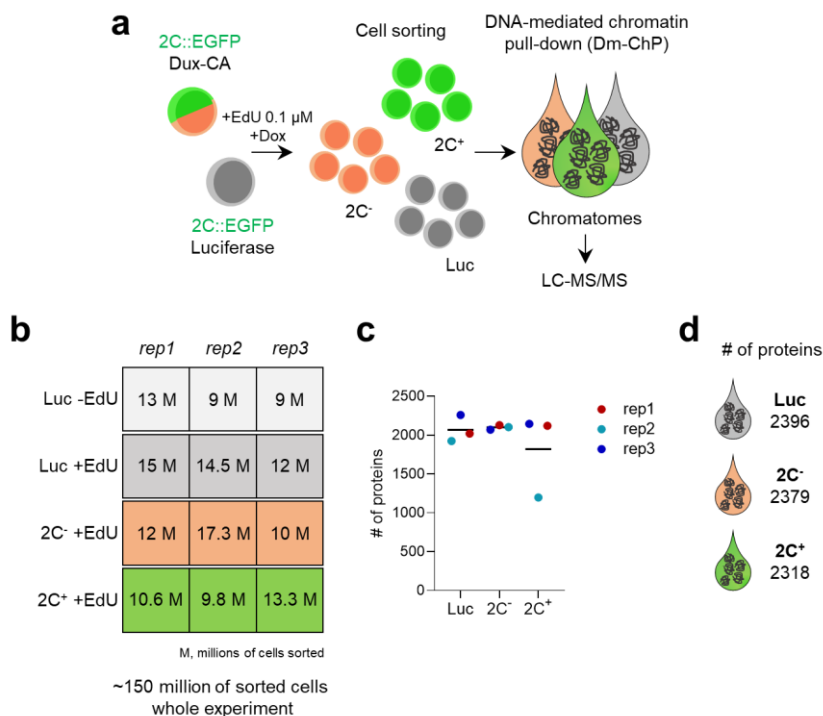 a
2C::EGFP
Dux-CA
+EdU 0.1 µM
+Dox
2C::EGFP
Luciferase
Cell sorting
2C⁺
2C⁻
Luc
DNA-mediated chromatin
pull-down (Dm-ChP)
Chromatomes
LC-MS/MS
b
rep1 rep2 rep3
Luc -EdU 13 M 9 M 9 M
Luc +EdU 15 M 14.5 M 12 M
2C⁻ +EdU 12 M 17.3 M 10 M
2C⁺ +EdU 10.6 M 9.8 M 13.3 M
M, millions of cells sorted
~150 million of sorted cells
whole experiment
c
# of proteins
2500
2000
1500
1000
500
0
Luc 2C⁻ 2C⁺
rep1
rep2
rep3
d
# of proteins
Luc
2396
2C⁻
2379
2C⁺
2318